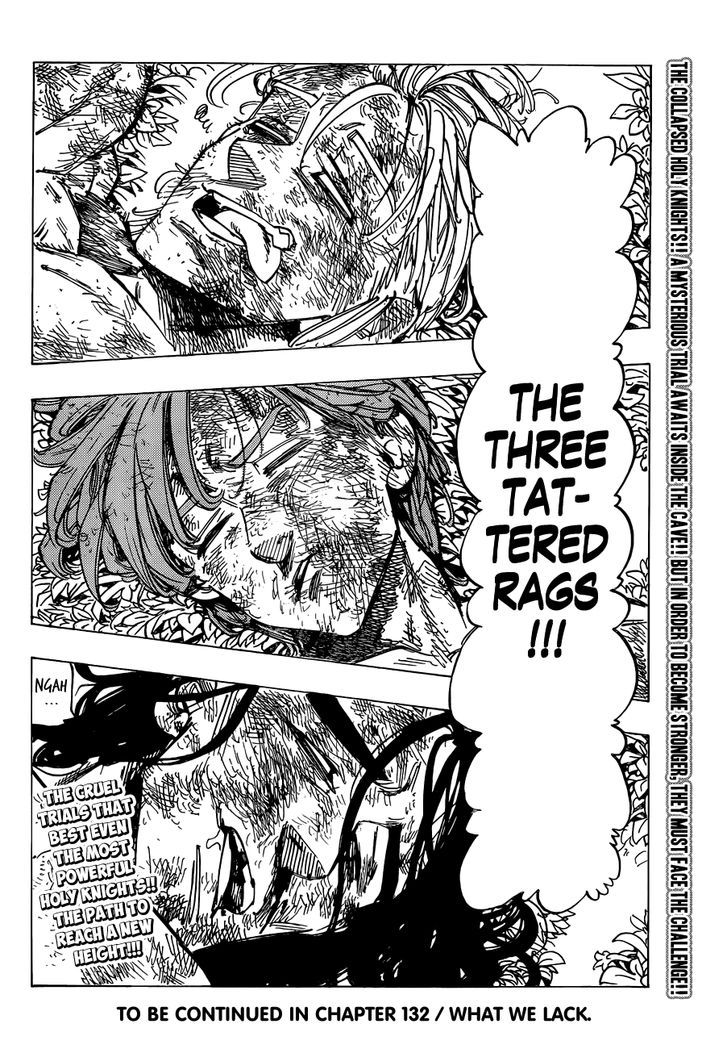 THE COLLAPSED HOLY KNIGHTS!! A MYSTERIOUS TRIAL AWAITS INSIDE THE CAVE!! BUT IN ORDER TO BECOME STRONGER, THEY MUST FACE THE CHALLENGE!!
THE
THREE
TAT-
TERED
RAGS
!!!
NGAH
...
THE CRUEL
TRIALS THAT
BEST EVEN
THE MOST
POWERFUL
HOLY KNIGHTS!!
THE PATH TO
REACH A NEW
HEIGHT!!!
TO BE CONTINUED IN CHAPTER 132 / WHAT WE LACK.